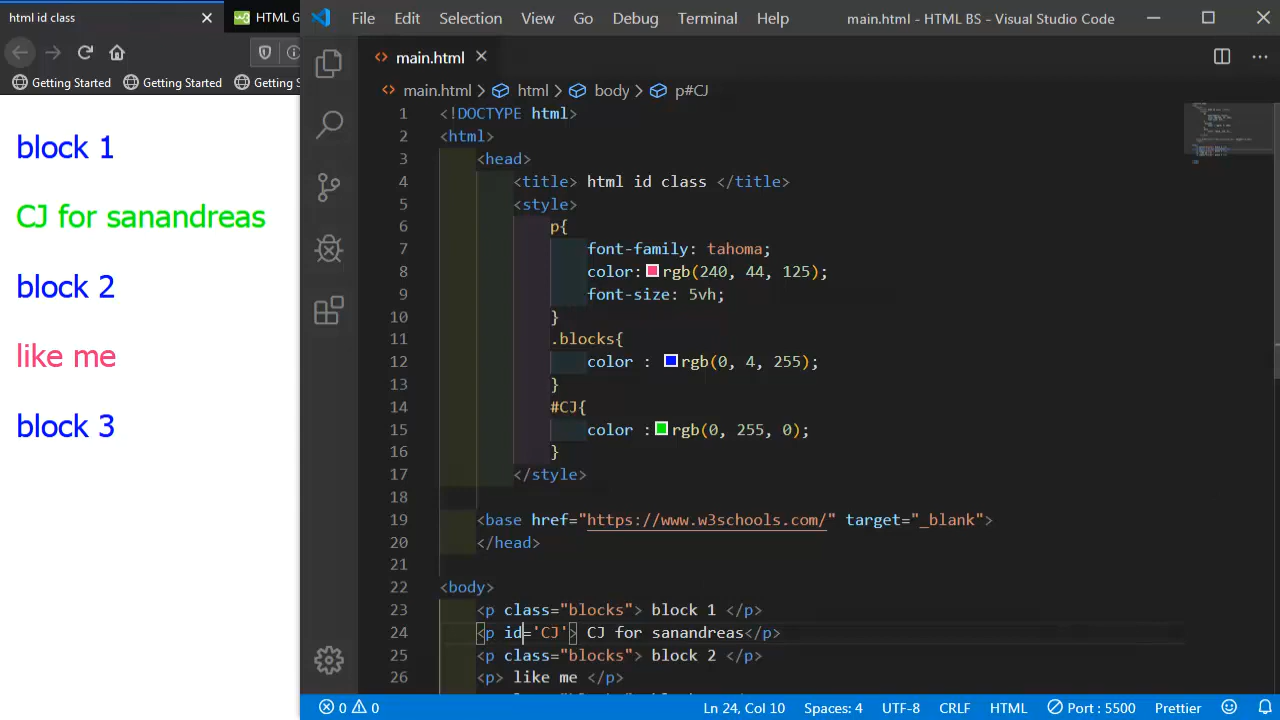 html id class
HTML G
File Edit Selection View Go Debug Terminal Help
main.html - HTML BS - Visual Studio Code
Getting Started Getting Started Getting S
block 1
CJ for sanandreas
block 2
like me
block 3
main.html
main.html > html > body > p#CJ
1 <!DOCTYPE html>
2 <html>
3 <head>
4 <title> html id class </title>
5 <style>
6 p{
7 font-family: tahoma;
8 color: rgb(240, 44, 125);
9 font-size: 5vh;
10 }
11 .blocks{
12 color : rgb(0, 4, 255);
13 }
14 #CJ{
15 color : rgb(0, 255, 0);
16 }
17 </style>
18
19 <base href="https://www.w3schools.com/" target="_blank">
20 </head>
21
22 <body>
23 <p class="blocks"> block 1 </p>
24 <p id='CJ'> CJ for sanandreas</p>
25 <p class="blocks"> block 2 </p>
26 <p> like me </p>
0 0 Ln 24, Col 10 Spaces: 4 UTF-8 CRLF HTML Port : 5500 Prettier